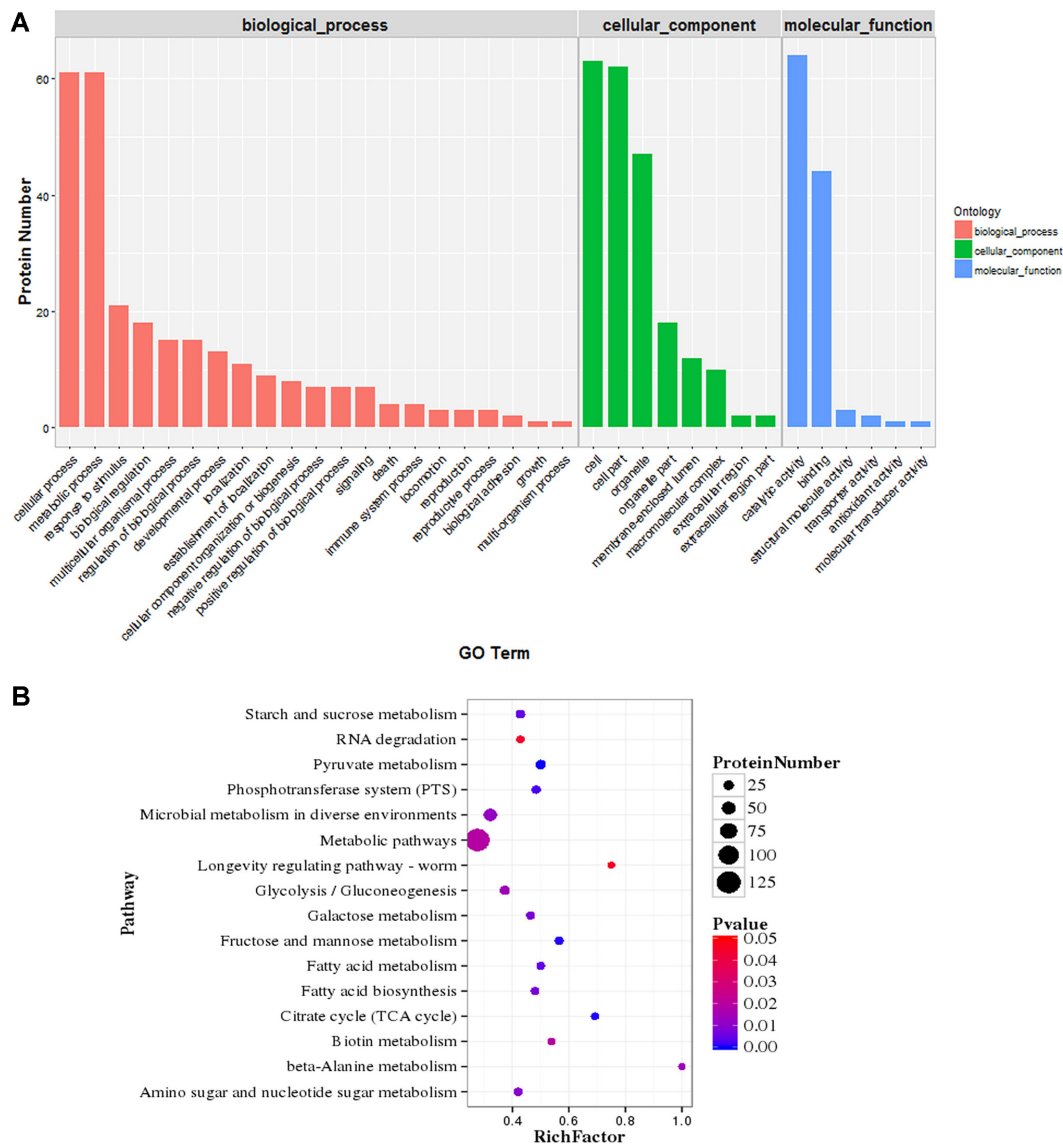 A
biological_process
cellular_component
molecular_function
Protein Number
60
40
20
0
cellular process
metabolic process
response to stimulus
biological regulation
multicellular organismal process
regulation of biological process
developmental process
localization
establishment of localization
cellular component organization or biogenesis
negative regulation of biological process
positive regulation of biological process
signaling
death
immune system process
locomotion
reproduction
reproductive process
biological adhesion
growth
multi-organism process
cell
cell part
organelle
organelle part
membrane-enclosed lumen
macromolecular complex
extracellular region
extracellular region part
catalytic activity
binding
structural molecule activity
transporter activity
antioxidant activity
molecular transducer activity
GO Term
Ontology
biological_process
cellular_component
molecular_function
B
Pathway
Starch and sucrose metabolism
RNA degradation
Pyruvate metabolism
Phosphotransferase system (PTS)
Microbial metabolism in diverse environments
Metabolic pathways
Longevity regulating pathway - worm
Glycolysis / Gluconeogenesis
Galactose metabolism
Fructose and mannose metabolism
Fatty acid metabolism
Fatty acid biosynthesis
Citrate cycle (TCA cycle)
Biotin metabolism
beta-Alanine metabolism
Amino sugar and nucleotide sugar metabolism
0.4 0.6 0.8 1.0
RichFactor
ProteinNumber
25
50
75
100
125
Pvalue
0.05
0.04
0.03
0.02
0.01
0.00